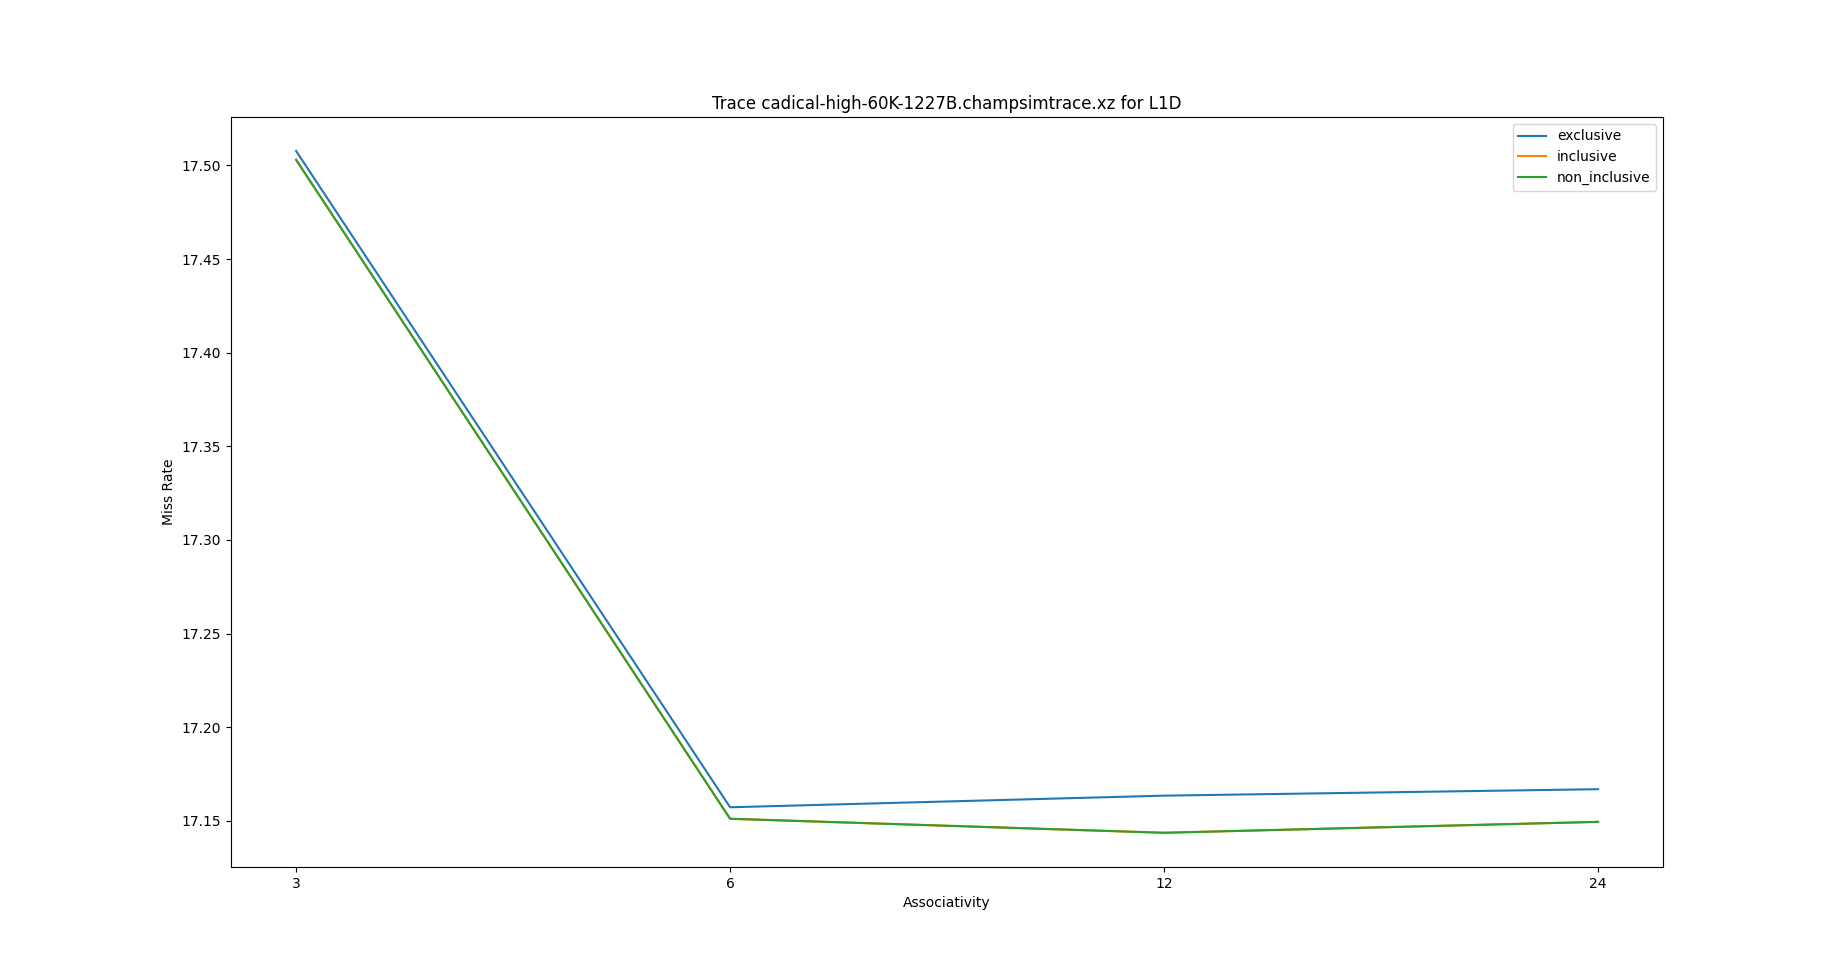 Trace cadical-high-60K-1227B.champsimtrace.xz for L1D
exclusive
inclusive
non_inclusive
17.50
17.45
17.40
17.35
17.30
17.25
17.20
17.15
Miss Rate
3 6 12 24
Associativity